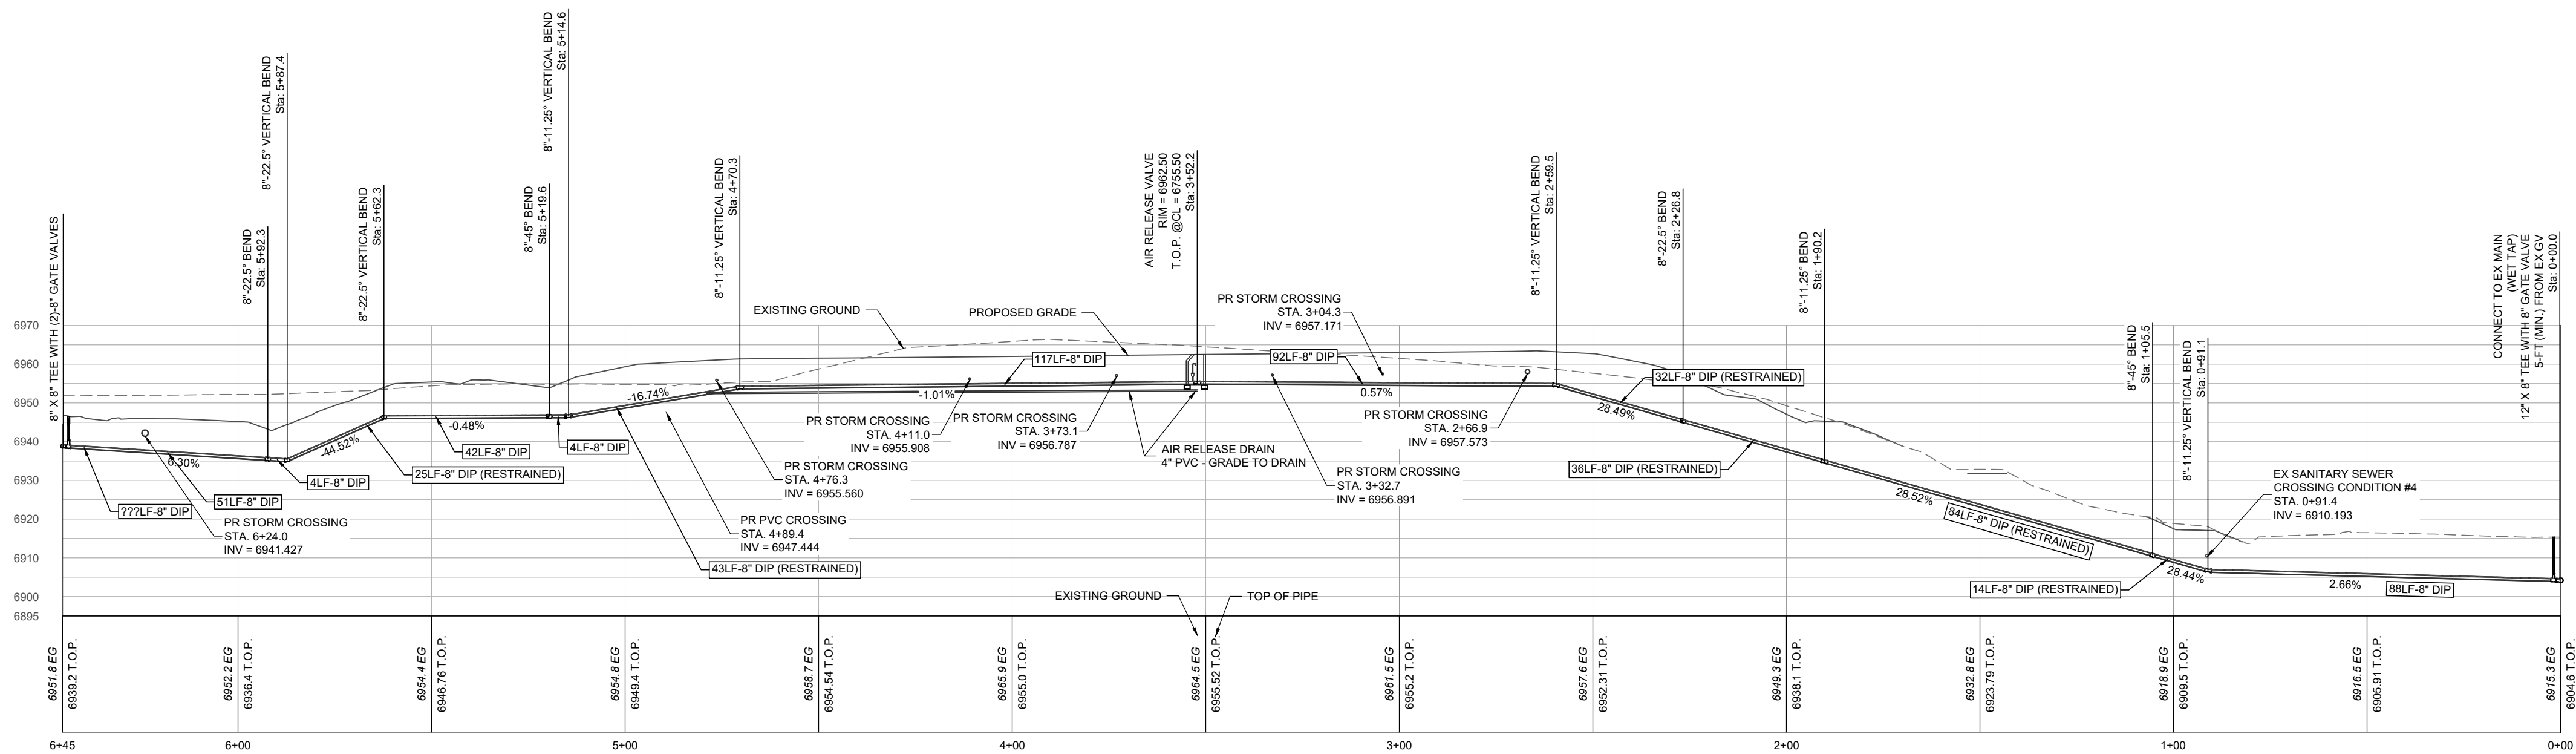 8" X 8" TEE WITH (2)-8" GATE VALVES
8"-22.5° BEND
Sta: 5+92.3
8"-22.5° VERTICAL BEND
Sta: 5+87.4
8"-22.5° VERTICAL BEND
Sta: 5+62.3
8"-45° BEND
Sta: 5+19.6
8"-11.25° VERTICAL BEND
Sta: 5+14.6
8"-11.25° VERTICAL BEND
Sta: 4+70.3
AIR RELEASE VALVE
RIM = 6962.50
T.O.P. @CL = 6755.50
Sta: 3+52.2
8"-11.25° VERTICAL BEND
Sta: 2+59.5
8"-22.5° BEND
Sta: 2+26.8
8"-11.25° BEND
Sta: 1+90.2
8"-45° BEND
Sta: 1+05.5
8"-11.25° VERTICAL BEND
Sta: 0+91.1
CONNECT TO EX MAIN
(WET TAP)
12" X 8" TEE WITH 8" GATE VALVE
5-FT (MIN.) FROM EX GV
Sta: 0+00.0
6970
6960
6950
6940
6930
6920
6910
6900
6895
EXISTING GROUND
PROPOSED GRADE
PR STORM CROSSING
STA. 3+04.3
INV = 6957.171
117LF-8" DIP
92LF-8" DIP
0.57%
-1.01%
-16.74%
-0.48%
-44.52%
6.30%
32LF-8" DIP (RESTRAINED)
28.49%
PR STORM CROSSING
STA. 4+11.0
INV = 6955.908
PR STORM CROSSING
STA. 3+73.1
INV = 6956.787
PR STORM CROSSING
STA. 2+66.9
INV = 6957.573
42LF-8" DIP
4LF-8" DIP
AIR RELEASE DRAIN
4" PVC - GRADE TO DRAIN
36LF-8" DIP (RESTRAINED)
PR STORM CROSSING
STA. 4+76.3
INV = 6955.560
PR STORM CROSSING
STA. 3+32.7
INV = 6956.891
4LF-8" DIP
25LF-8" DIP (RESTRAINED)
28.52%
84LF-8" DIP (RESTRAINED)
EX SANITARY SEWER
CROSSING CONDITION #4
STA. 0+91.4
INV = 6910.193
51LF-8" DIP
???LF-8" DIP
PR STORM CROSSING
STA. 6+24.0
INV = 6941.427
PR PVC CROSSING
STA. 4+89.4
INV = 6947.444
43LF-8" DIP (RESTRAINED)
28.44%
14LF-8" DIP (RESTRAINED)
2.66%
88LF-8" DIP
EXISTING GROUND
TOP OF PIPE
6951.8 EG
6939.2 T.O.P.
6952.2 EG
6936.4 T.O.P.
6954.4 EG
6946.76 T.O.P.
6954.8 EG
6949.4 T.O.P.
6958.7 EG
6954.54 T.O.P.
6965.9 EG
6955.0 T.O.P.
6964.5 EG
6955.52 T.O.P.
6961.5 EG
6955.2 T.O.P.
6957.6 EG
6952.31 T.O.P.
6949.3 EG
6938.1 T.O.P.
6932.8 EG
6923.79 T.O.P.
6918.9 EG
6909.5 T.O.P.
6916.5 EG
6905.91 T.O.P.
6915.3 EG
6904.6 T.O.P.
6+45
6+00
5+00
4+00
3+00
2+00
1+00
0+00